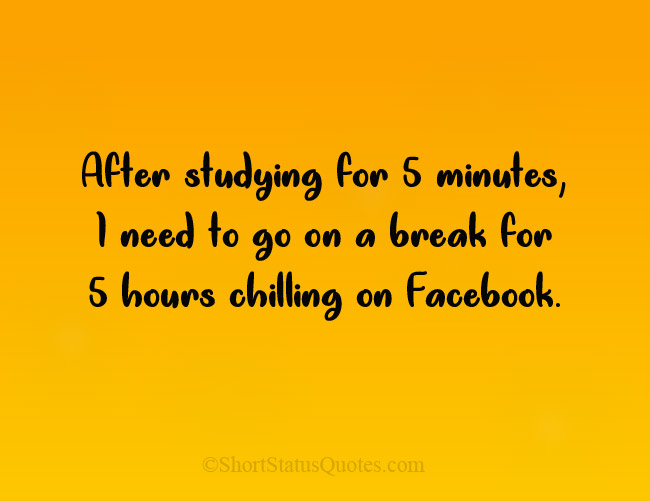 After studying for 5 minutes,
I need to go on a break for
5 hours chilling on Facebook.
©ShortStatusQuotes.com